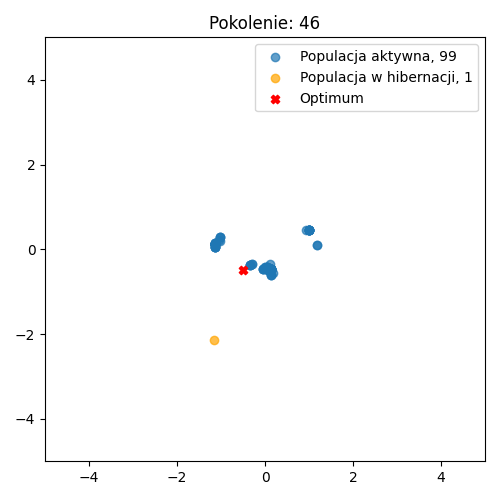 Pokolenie: 46
Populacja aktywna, 99
Populacja w hibernacji, 1
Optimum
4
2
0
−2
−4
−4
−2
0
2
4